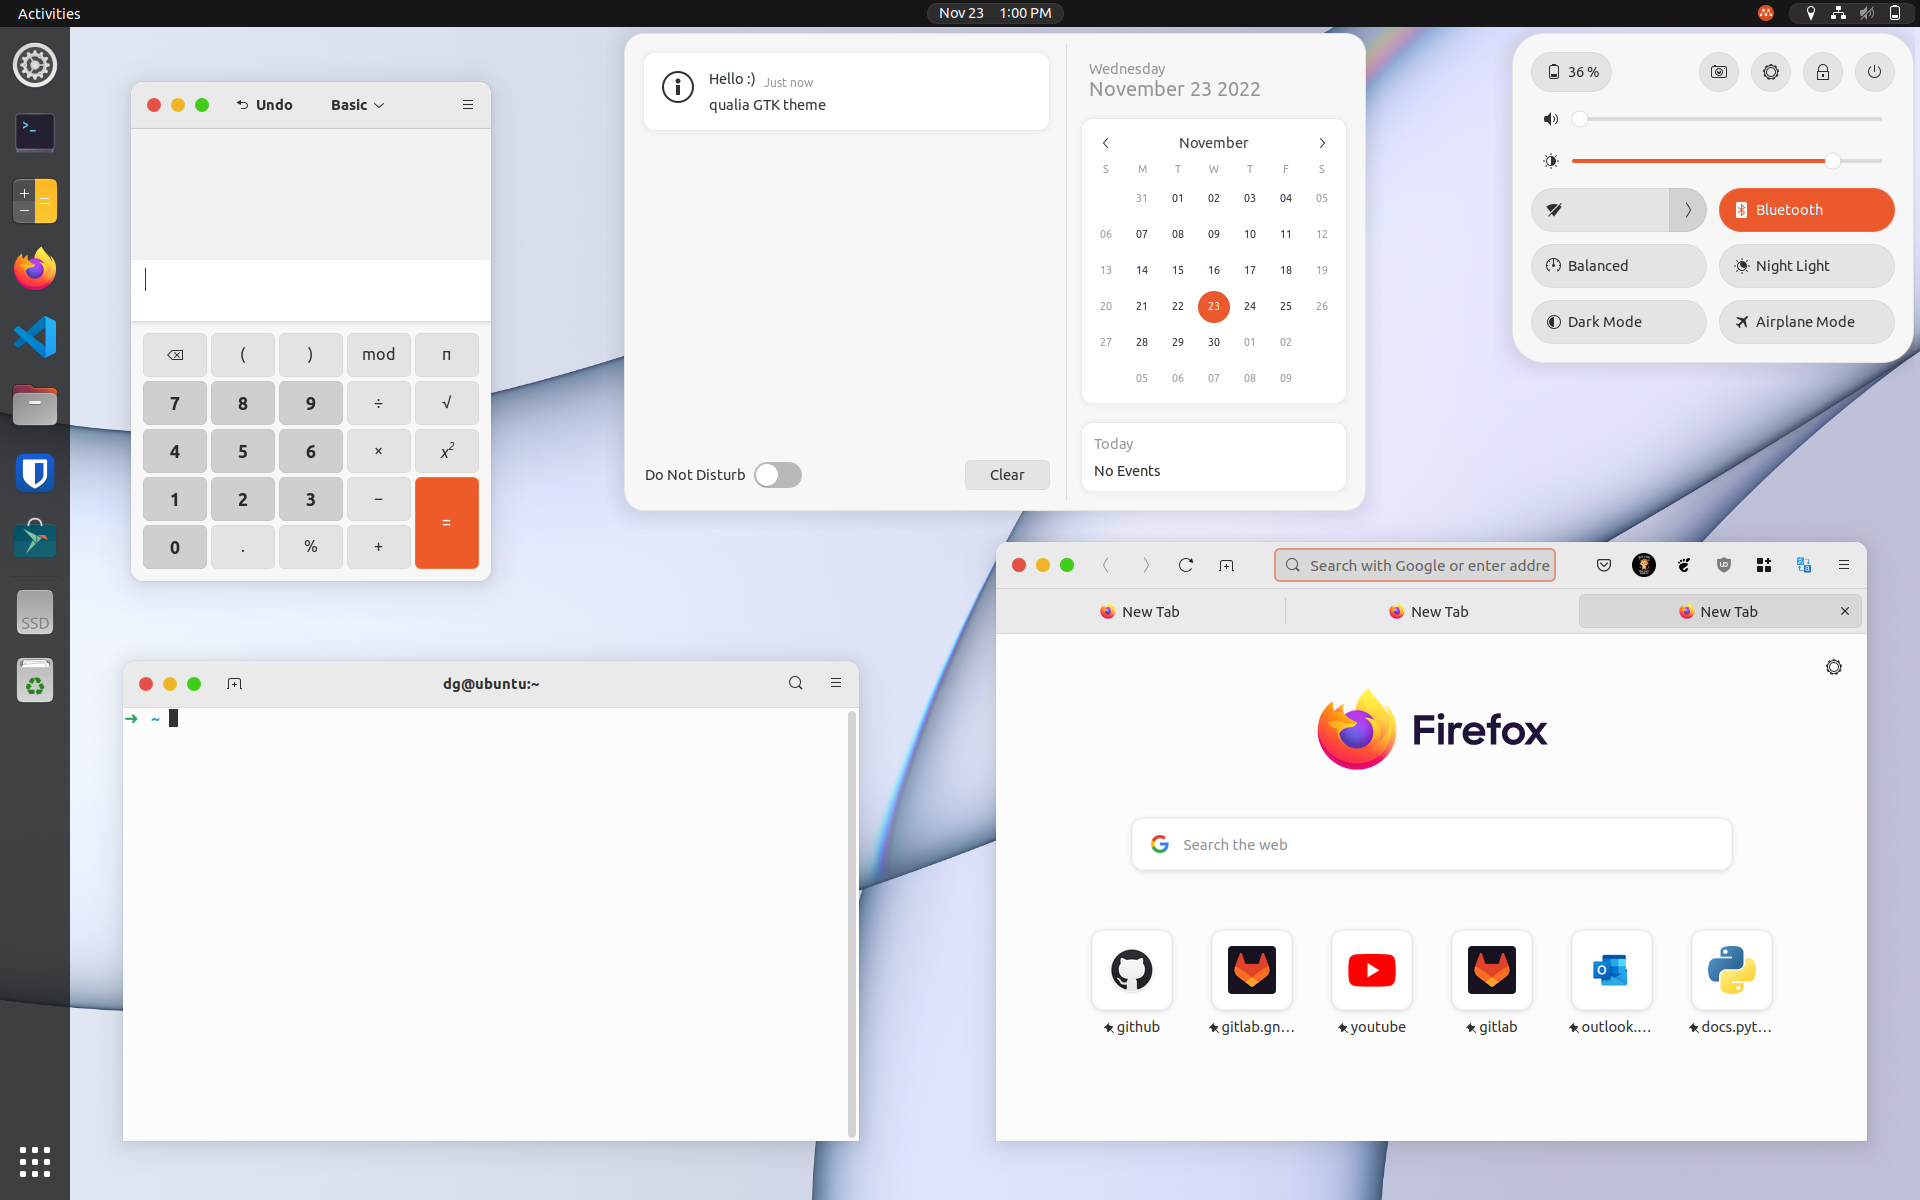 Activities
Nov 23 1:00 PM
Undo Basic
( ) mod π
7 8 9 ÷ √
4 5 6 × x²
1 2 3 − =
0 . % +
SSD
Hello :) Just now
qualia GTK theme
Do Not Disturb Clear
Wednesday
November 23 2022
November
S M T W T F S
31 01 02 03 04 05
06 07 08 09 10 11 12
13 14 15 16 17 18 19
20 21 22 23 24 25 26
27 28 29 30 01 02
05 06 07 08 09
Today
No Events
36 %
Bluetooth
Balanced Night Light
Dark Mode Airplane Mode
dg@ubuntu:~
➜ ~
Search with Google or enter addre
New Tab New Tab New Tab
Firefox
Search the web
github gitlab.gn... youtube gitlab outlook.... docs.pyt...